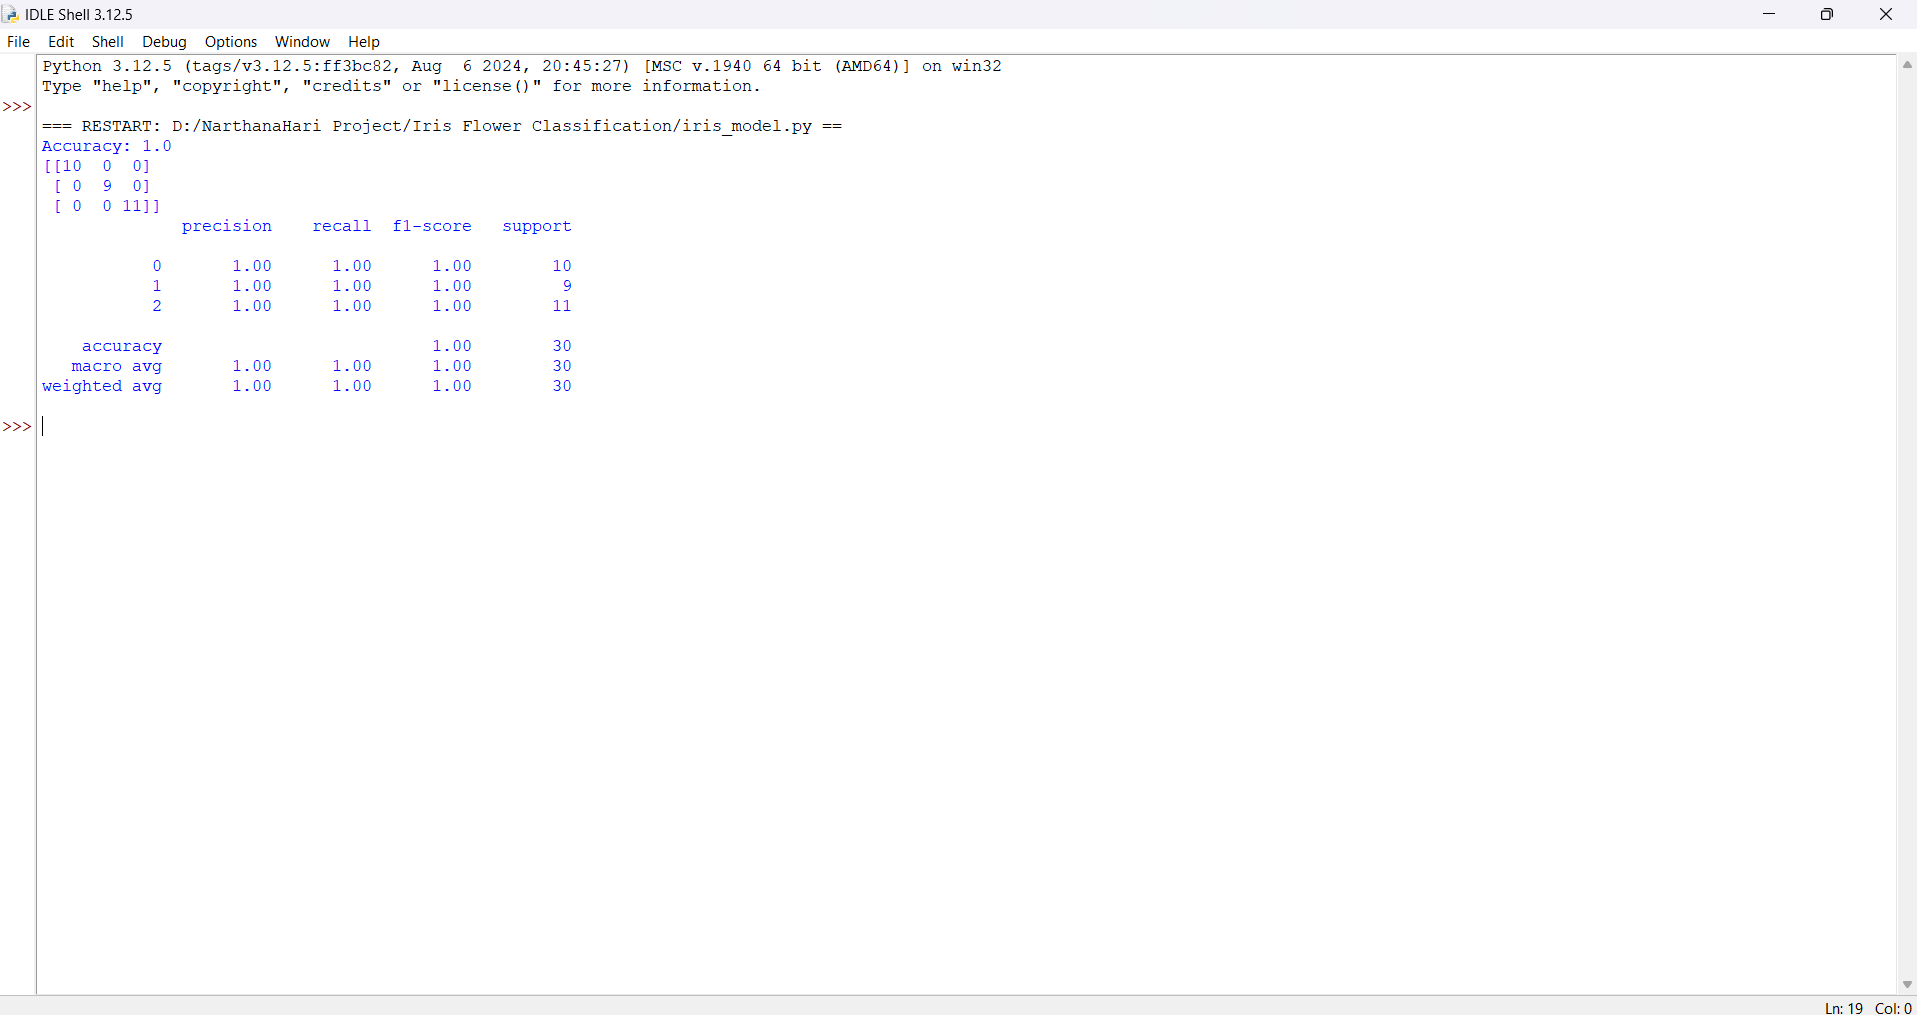 IDLE Shell 3.12.5
File Edit Shell Debug Options Window Help
Python 3.12.5 (tags/v3.12.5:ff3bc82, Aug  6 2024, 20:45:27) [MSC v.1940 64 bit (AMD64)] on win32
Type "help", "copyright", "credits" or "license()" for more information.
>>>
=== RESTART: D:/NarthanaHari Project/Iris Flower Classification/iris_model.py ==
Accuracy: 1.0
[[10  0  0]
 [ 0  9  0]
 [ 0  0 11]]
              precision    recall  f1-score   support
           0       1.00      1.00      1.00        10
           1       1.00      1.00      1.00         9
           2       1.00      1.00      1.00        11
    accuracy                           1.00        30
   macro avg       1.00      1.00      1.00        30
weighted avg       1.00      1.00      1.00        30
>>>
Ln: 19 Col: 0